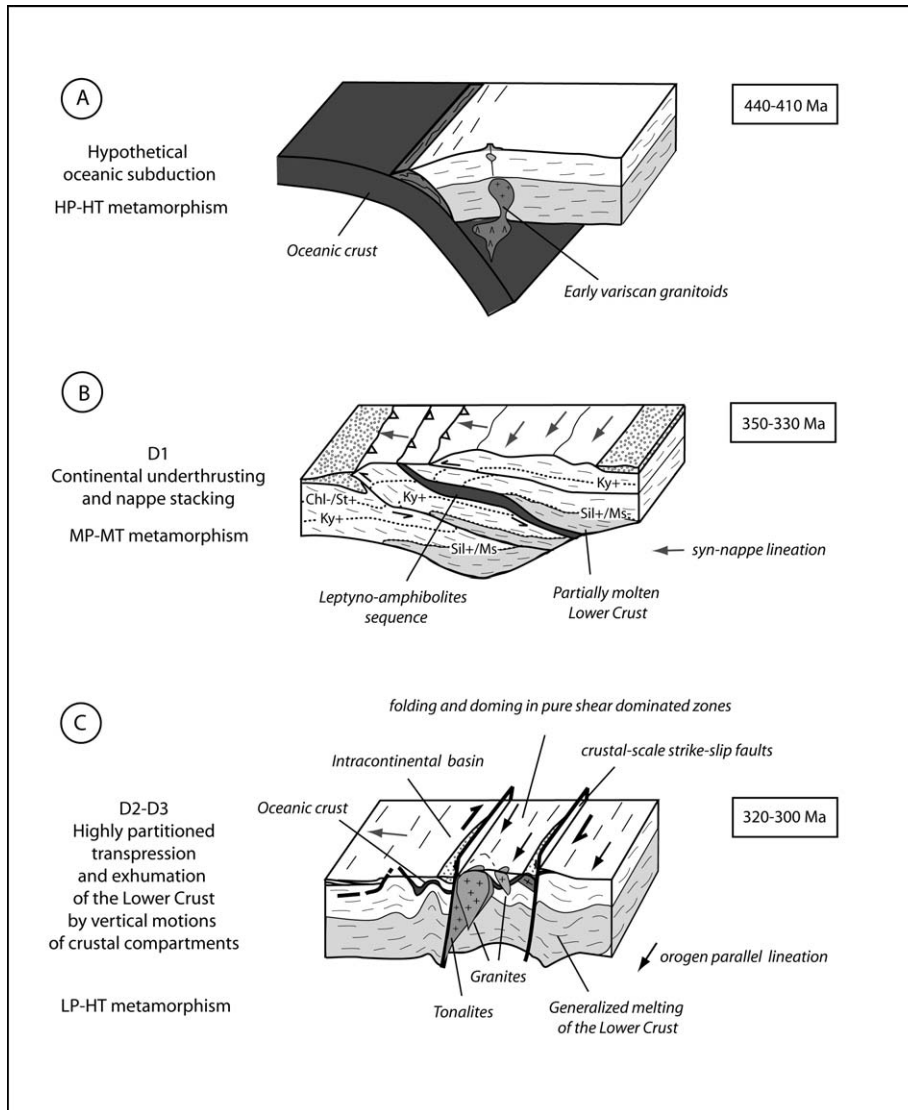 A
440-410 Ma
Hypothetical
oceanic subduction
HP-HT metamorphism
Oceanic crust
Early variscan granitoids
B
350-330 Ma
D1
Continental underthrusting
and nappe stacking
MP-MT metamorphism
Ky+
Chl-/St+
Ky+
Sil+/Ms-
Ky+
Sil+/Ms-
syn-nappe lineation
Leptyno-amphibolites
sequence
Partially molten
Lower Crust
C
folding and doming in pure shear dominated zones
crustal-scale strike-slip faults
Intracontinental basin
Oceanic crust
320-300 Ma
D2-D3
Highly partitioned
transpression
and exhumation
of the Lower Crust
by vertical motions
of crustal compartments
LP-HT metamorphism
orogen parallel lineation
Granites
Tonalites
Generalized melting
of the Lower Crust